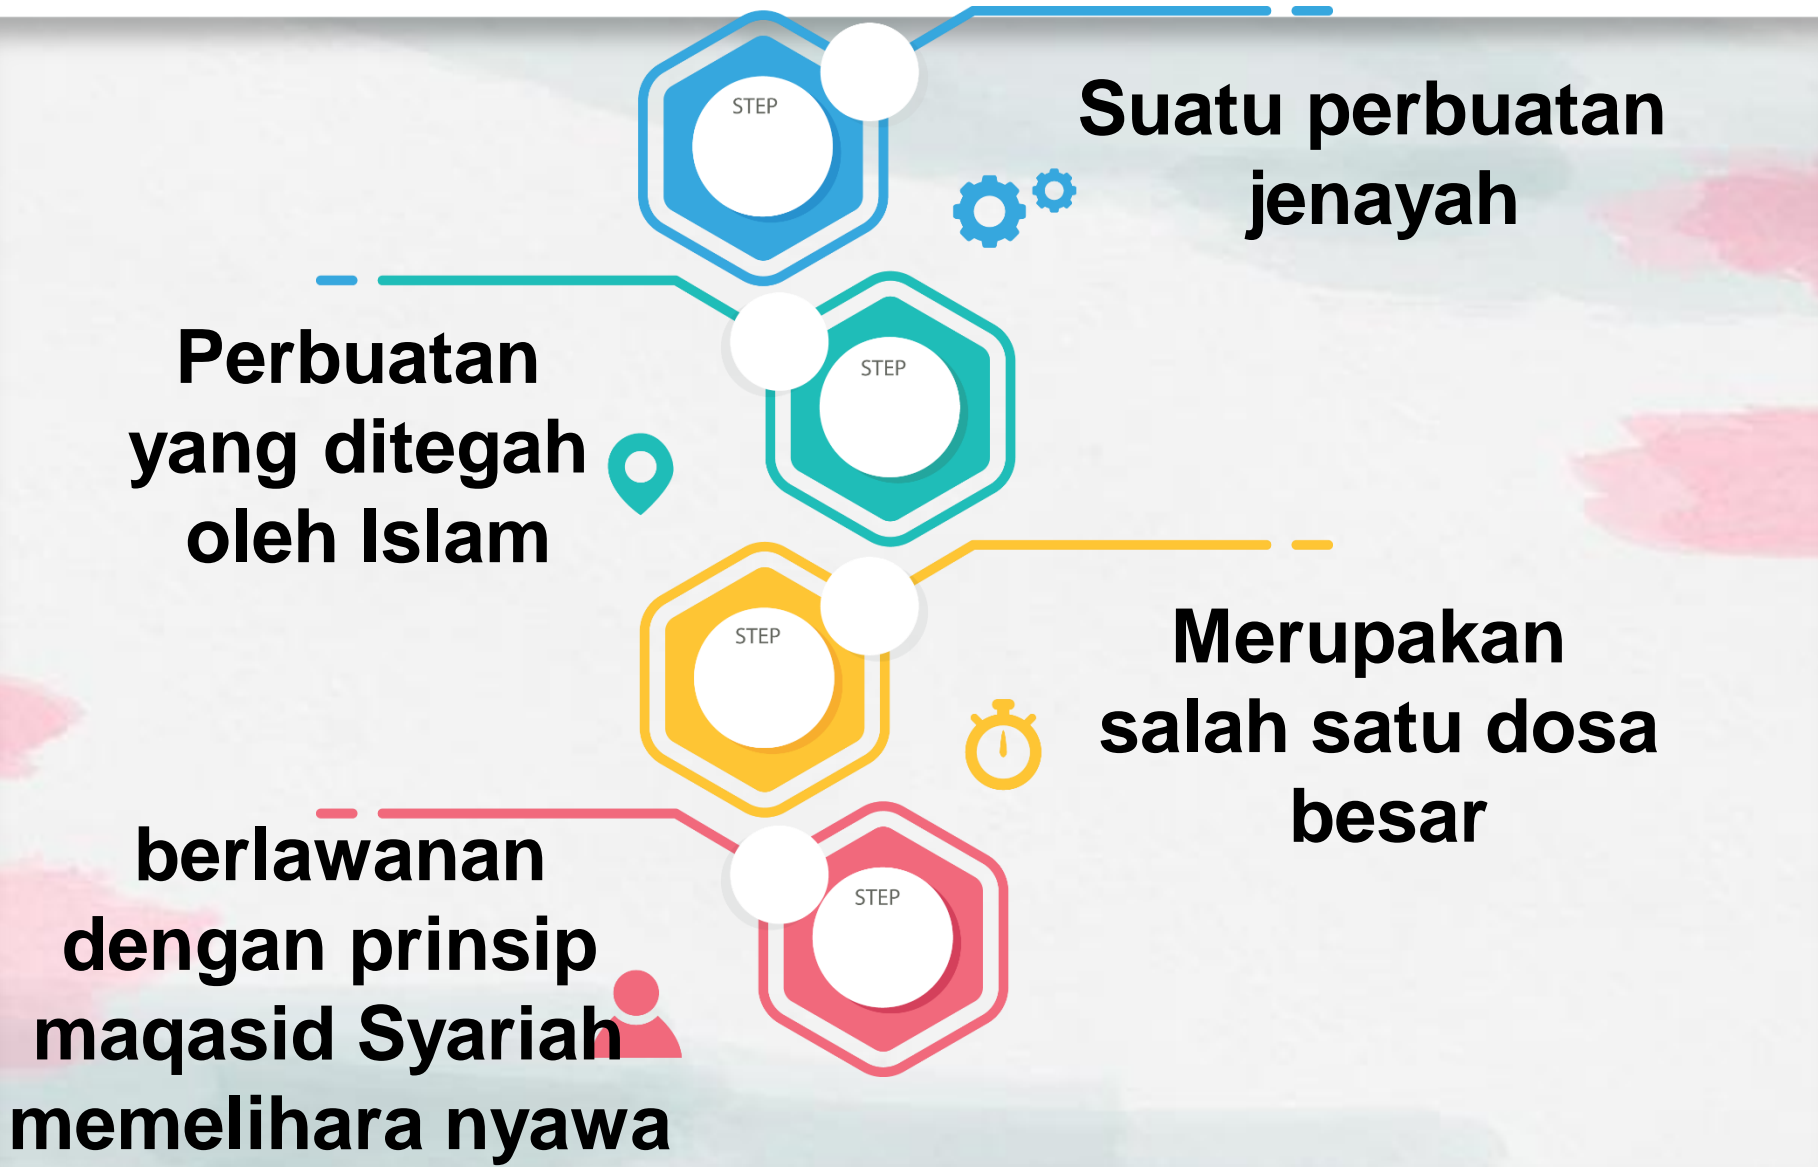 STEP
Suatu perbuatan
jenayah
STEP
Perbuatan
yang ditegah
oleh Islam
STEP
Merupakan
salah satu dosa
besar
STEP
berlawanan
dengan prinsip
maqasid Syariah
memelihara nyawa